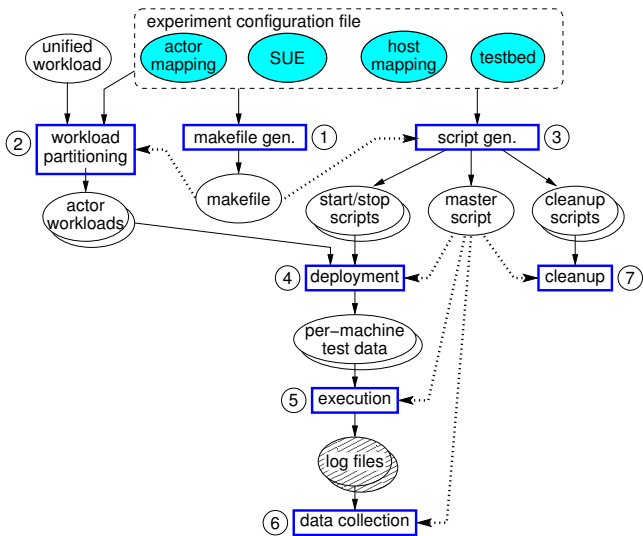 experiment configuration file
unified
workload
actor
mapping
SUE
host
mapping
testbed
2
workload
partitioning
makefile gen.
1
script gen.
3
actor
workloads
makefile
start/stop
scripts
master
script
cleanup
scripts
4
deployment
cleanup
7
per−machine
test data
5
execution
log files
6
data collection